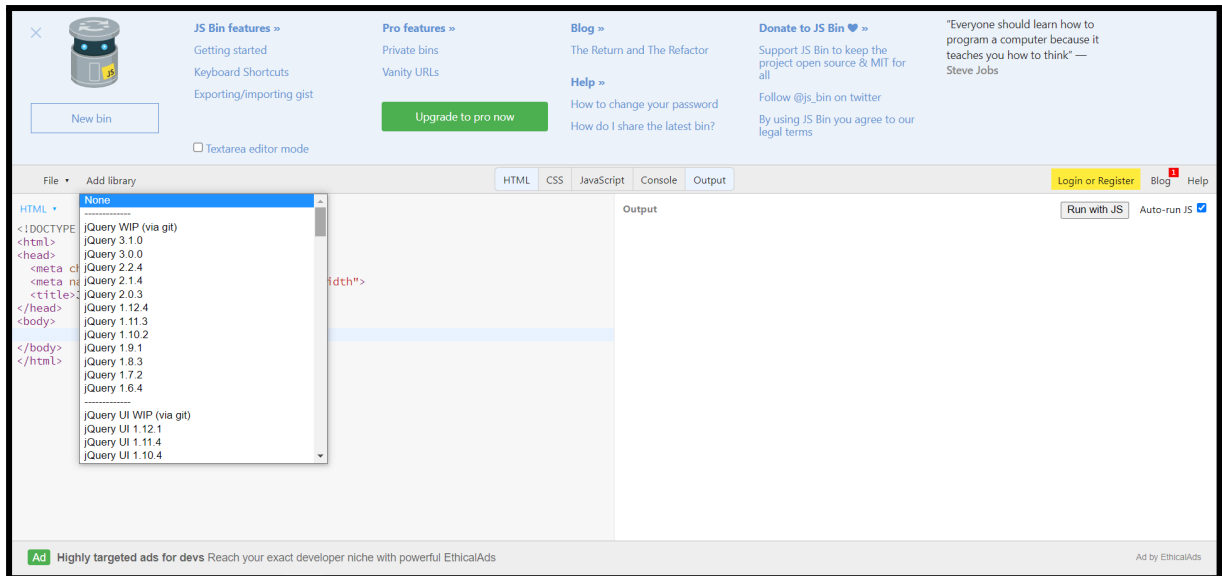 JS Bin features »
Getting started
Keyboard Shortcuts
Exporting/importing gist
Textarea editor mode
Pro features »
Private bins
Vanity URLs
Upgrade to pro now
Blog »
The Return and The Refactor
Help »
How to change your password
How do I share the latest bin?
Donate to JS Bin ♥ »
Support JS Bin to keep the
project open source & MIT for
all
Follow @js_bin on twitter
By using JS Bin you agree to our
legal terms
“Everyone should learn how to
program a computer because it
teaches you how to think” —
Steve Jobs
JS
New bin
File
Add library
HTML
CSS
JavaScript
Console
Output
Login or Register
Blog
1
Help
HTML
<!DOCTYPE
<html>
<head>
<meta ch
<meta na
idth">
<title>
</head>
<body>
</body>
</html>
None
-------------
jQuery WIP (via git)
jQuery 3.1.0
jQuery 3.0.0
jQuery 2.2.4
jQuery 2.1.4
jQuery 2.0.3
jQuery 1.12.4
jQuery 1.11.3
jQuery 1.10.2
jQuery 1.9.1
jQuery 1.8.3
jQuery 1.7.2
jQuery 1.6.4
-------------
jQuery UI WIP (via git)
jQuery UI 1.12.1
jQuery UI 1.11.4
jQuery UI 1.10.4
Output
Run with JS
Auto-run JS
Ad Highly targeted ads for devs Reach your exact developer niche with powerful EthicalAds
Ad by EthicalAds